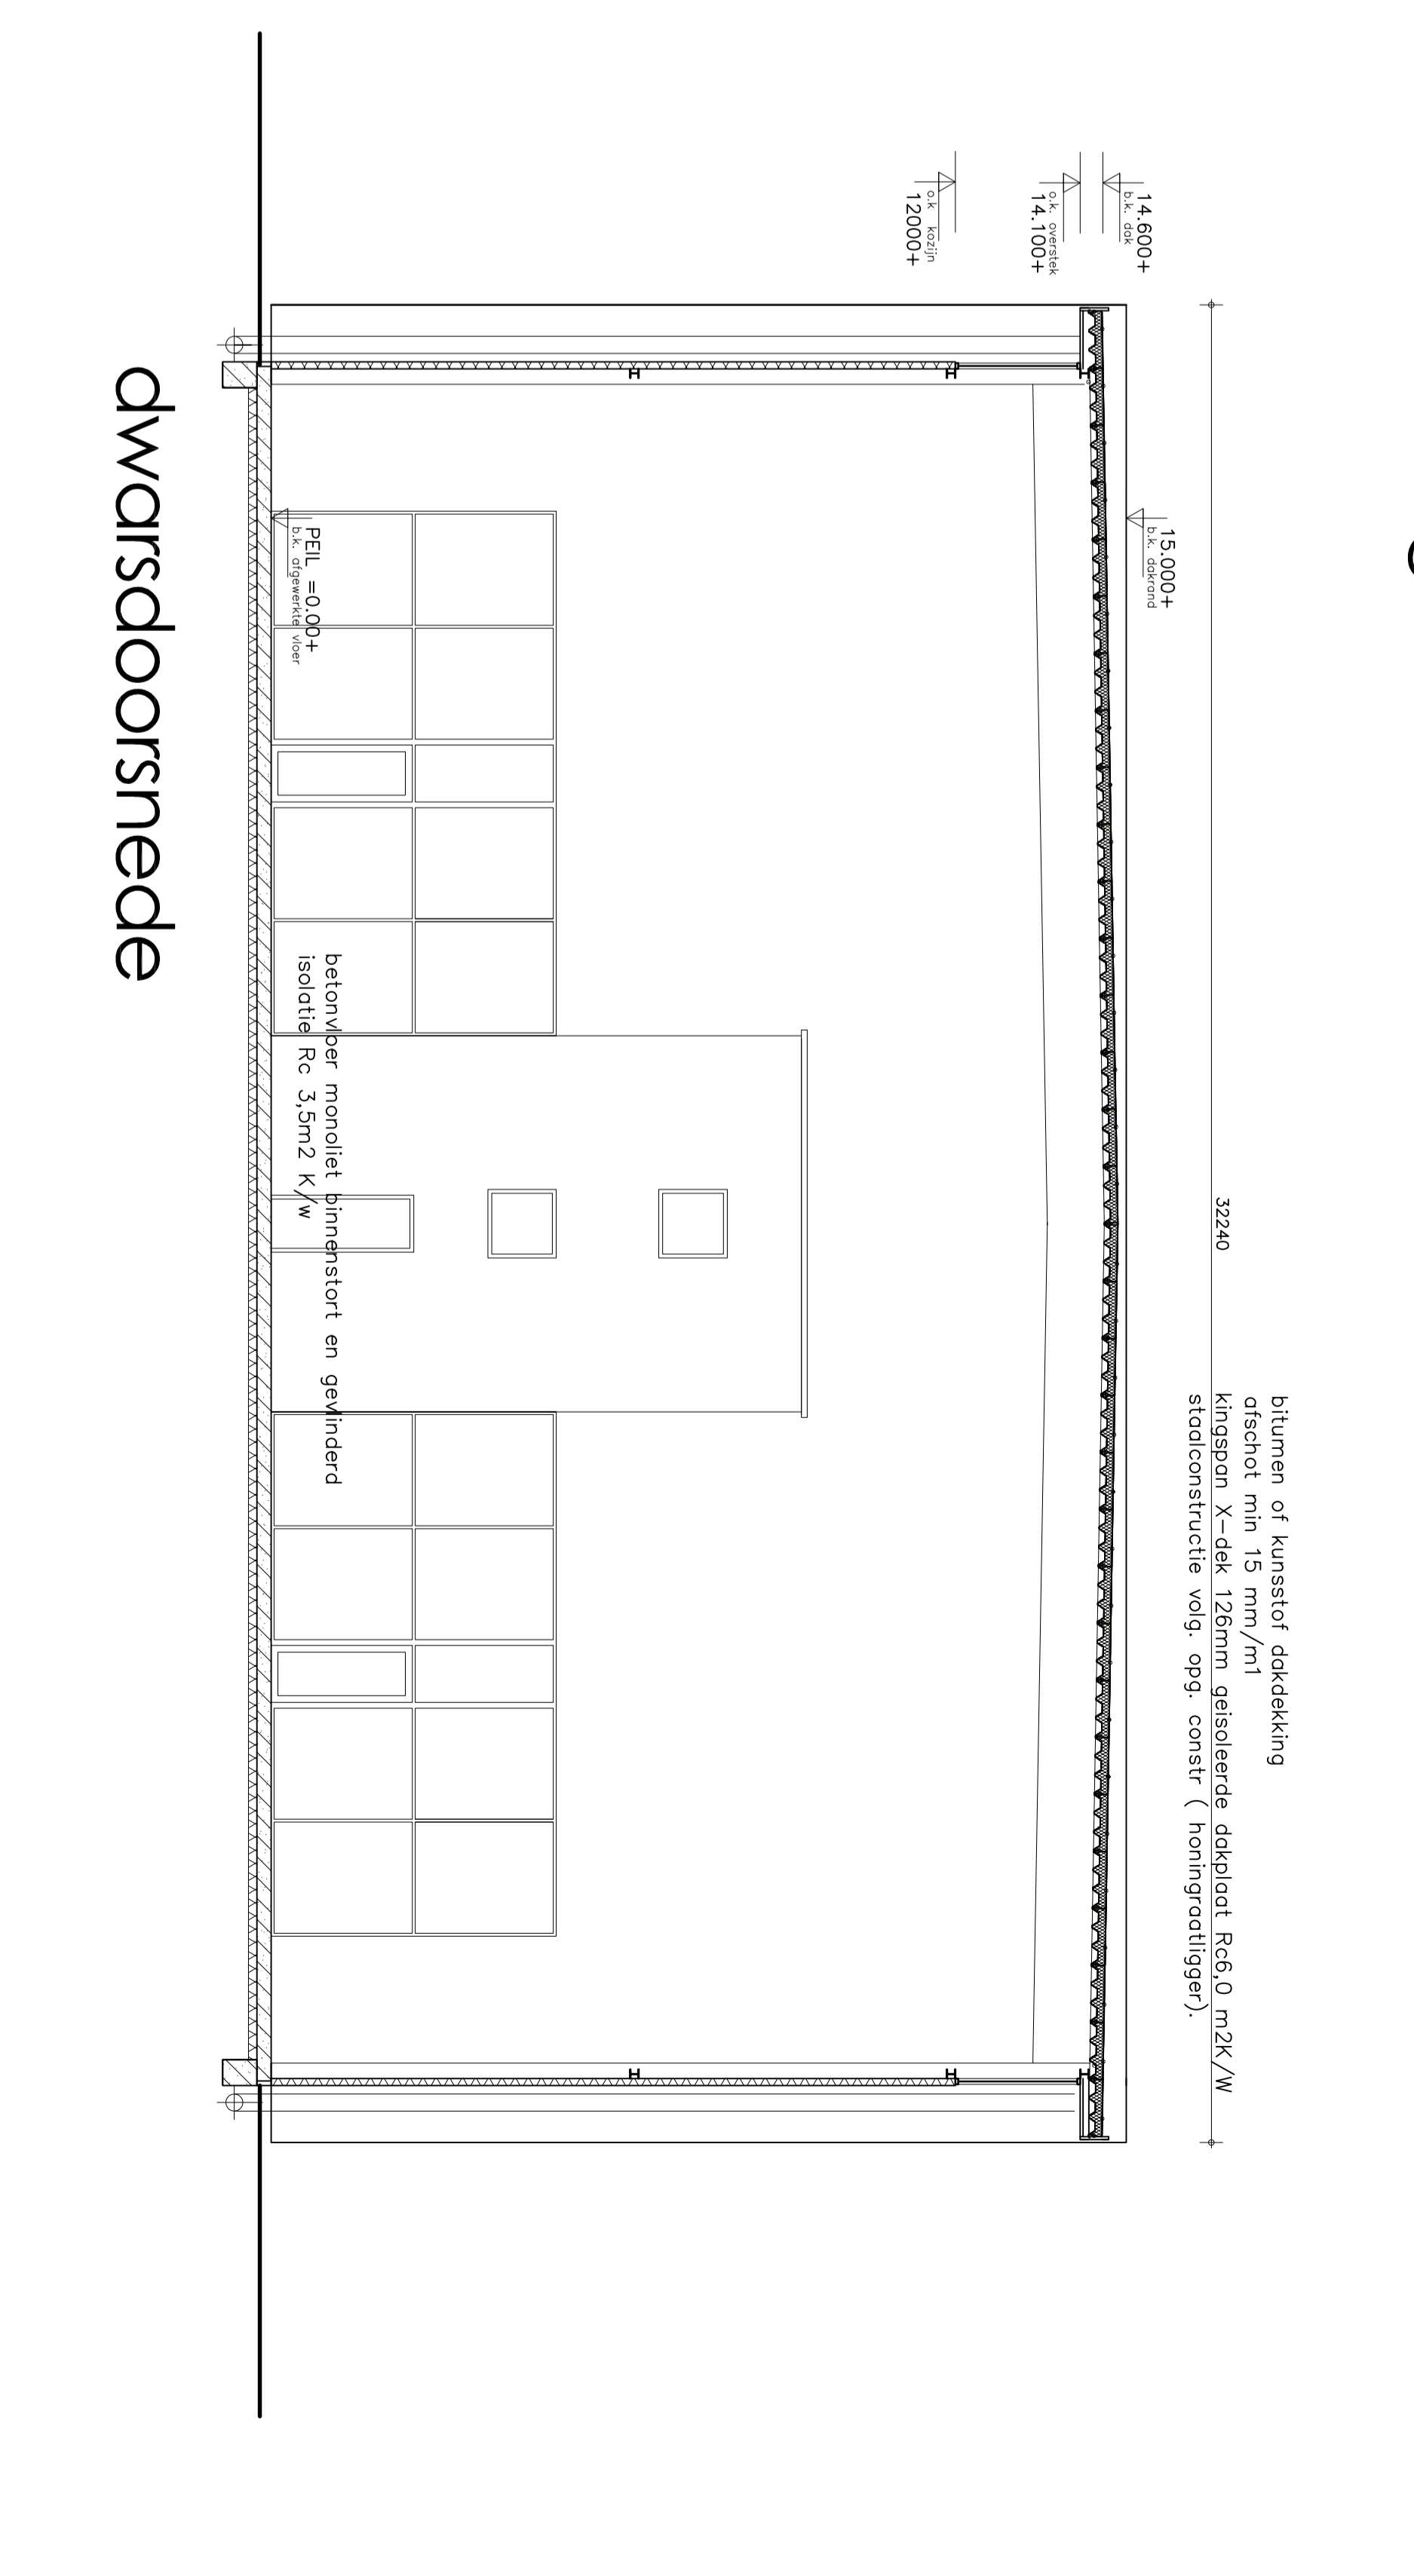 bitumen of kunsstof dakdekking
afschot min 15 mm/m1
kingspan X-dek 126mm geisoleerde dakplaat Rc6,0 m2K/W
staalconstructie volg. opg. constr ( honingraatligger).
32240
15.000+
b.k. dakrand
14.600+
b.k. dak
o.k. overstek
14.100+
o.k kozijn
12000+
betonvloer monoliet binnenstort en gevlinderd
isolatie Rc 3,5m2 K/w
PEIL =0.00+
b.k. afgewerkte vloer
dwarsdoorsnede